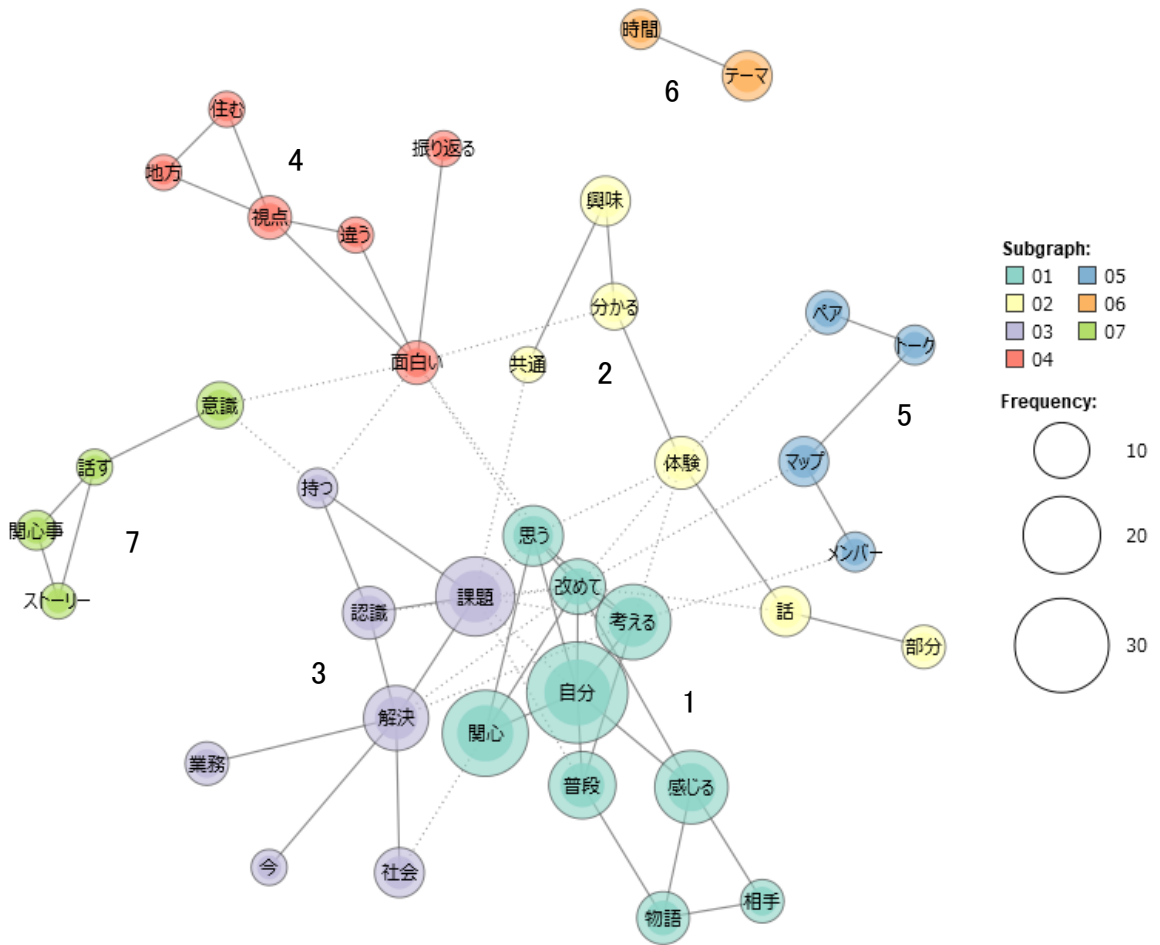 時間
テーマ
6
住む
地方
4
振り返る
視点
違う
興味
分かる
面白い
共通
2
ペア
トーク
5
意識
話す
関心事
ストーリー
7
持つ
体験
マップ
メンバー
思う
改めて
考える
課題
認識
話
部分
3
自分
1
関心
解決
業務
普段
感じる
今
社会
物語
相手
Subgraph:
01 05
02 06
03 07
04
Frequency:
10
20
30